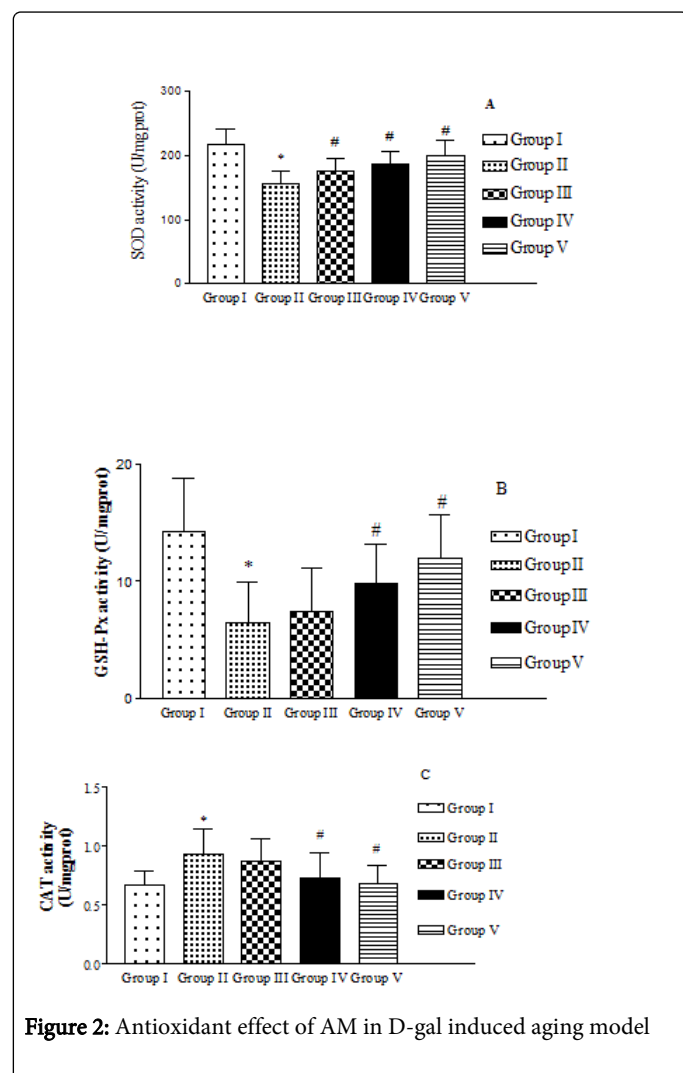 A
300
200
100
0
SOD activity (U/mgprot)
*
#
#
#
Group I
Group II
Group III
Group IV
Group V
Group I Group II Group III Group IV Group V
B
20
10
0
GSH-Px activity (U/mgprot)
*
#
#
Group I
Group II
Group III
Group IV
Group V
Group I Group II Group III Group IV Group V
C
1.5
1.0
0.5
0.0
CAT activity
(U/mgprot)
*
#
#
Group I
Group II
Group III
Group IV
Group V
Group I Group II Group III Group IV Group V
Figure 2: Antioxidant effect of AM in D-gal induced aging model